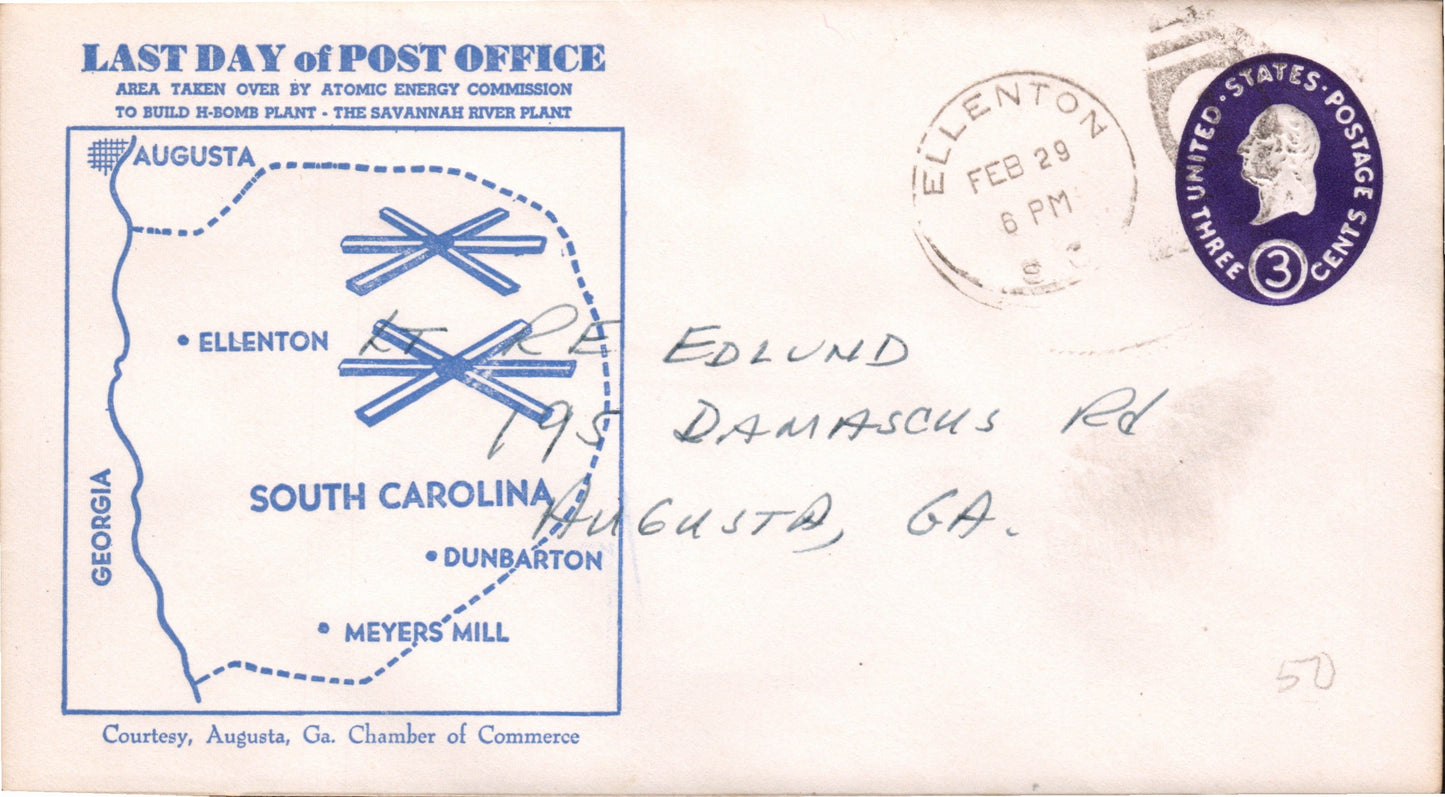 LAST DAY of POST OFFICE
AREA TAKEN OVER BY ATOMIC ENERGY COMMISSION
TO BUILD H-BOMB PLANT - THE SAVANNAH RIVER PLANT
AUGUSTA
ELLENTON
GEORGIA
SOUTH CAROLINA
DUNBARTON
MEYERS MILL
Courtesy, Augusta, Ga. Chamber of Commerce
ELLENTON
FEB 29
6 PM
UNITED · STATES · POSTAGE
THREE 3 CENTS
LT RE EDLUND
195 DAMASCUS Rd
AUGUSTA, GA.
50